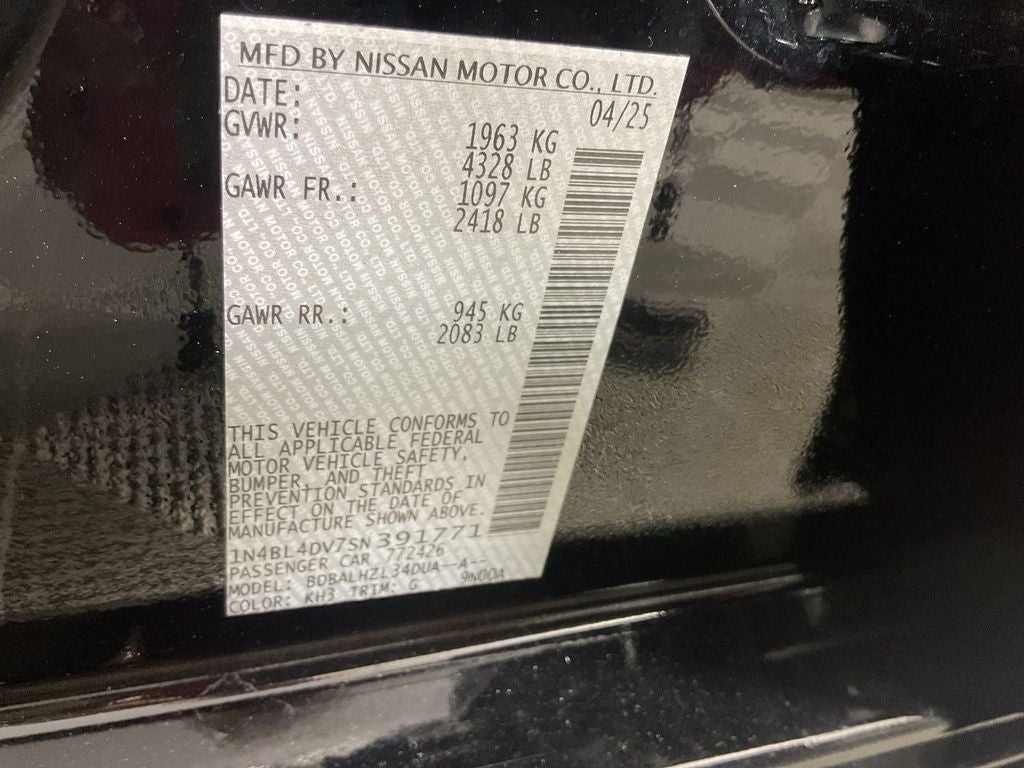 MFD BY NISSAN MOTOR CO., LTD.
DATE: 04/25
GVWR: 1963 KG
4328 LB
GAWR FR.: 1097 KG
2418 LB
GAWR RR.: 945 KG
2083 LB
THIS VEHICLE CONFORMS TO
ALL APPLICABLE FEDERAL
MOTOR VEHICLE SAFETY,
BUMPER, AND THEFT
PREVENTION STANDARDS IN
EFFECT ON THE DATE OF
MANUFACTURE SHOWN ABOVE.
1N4BL4DV7SN391771
PASSENGER CAR 772426
MODEL: BDBALHZL34DUA--A--
COLOR: KH3 TRIM: G 9N00A